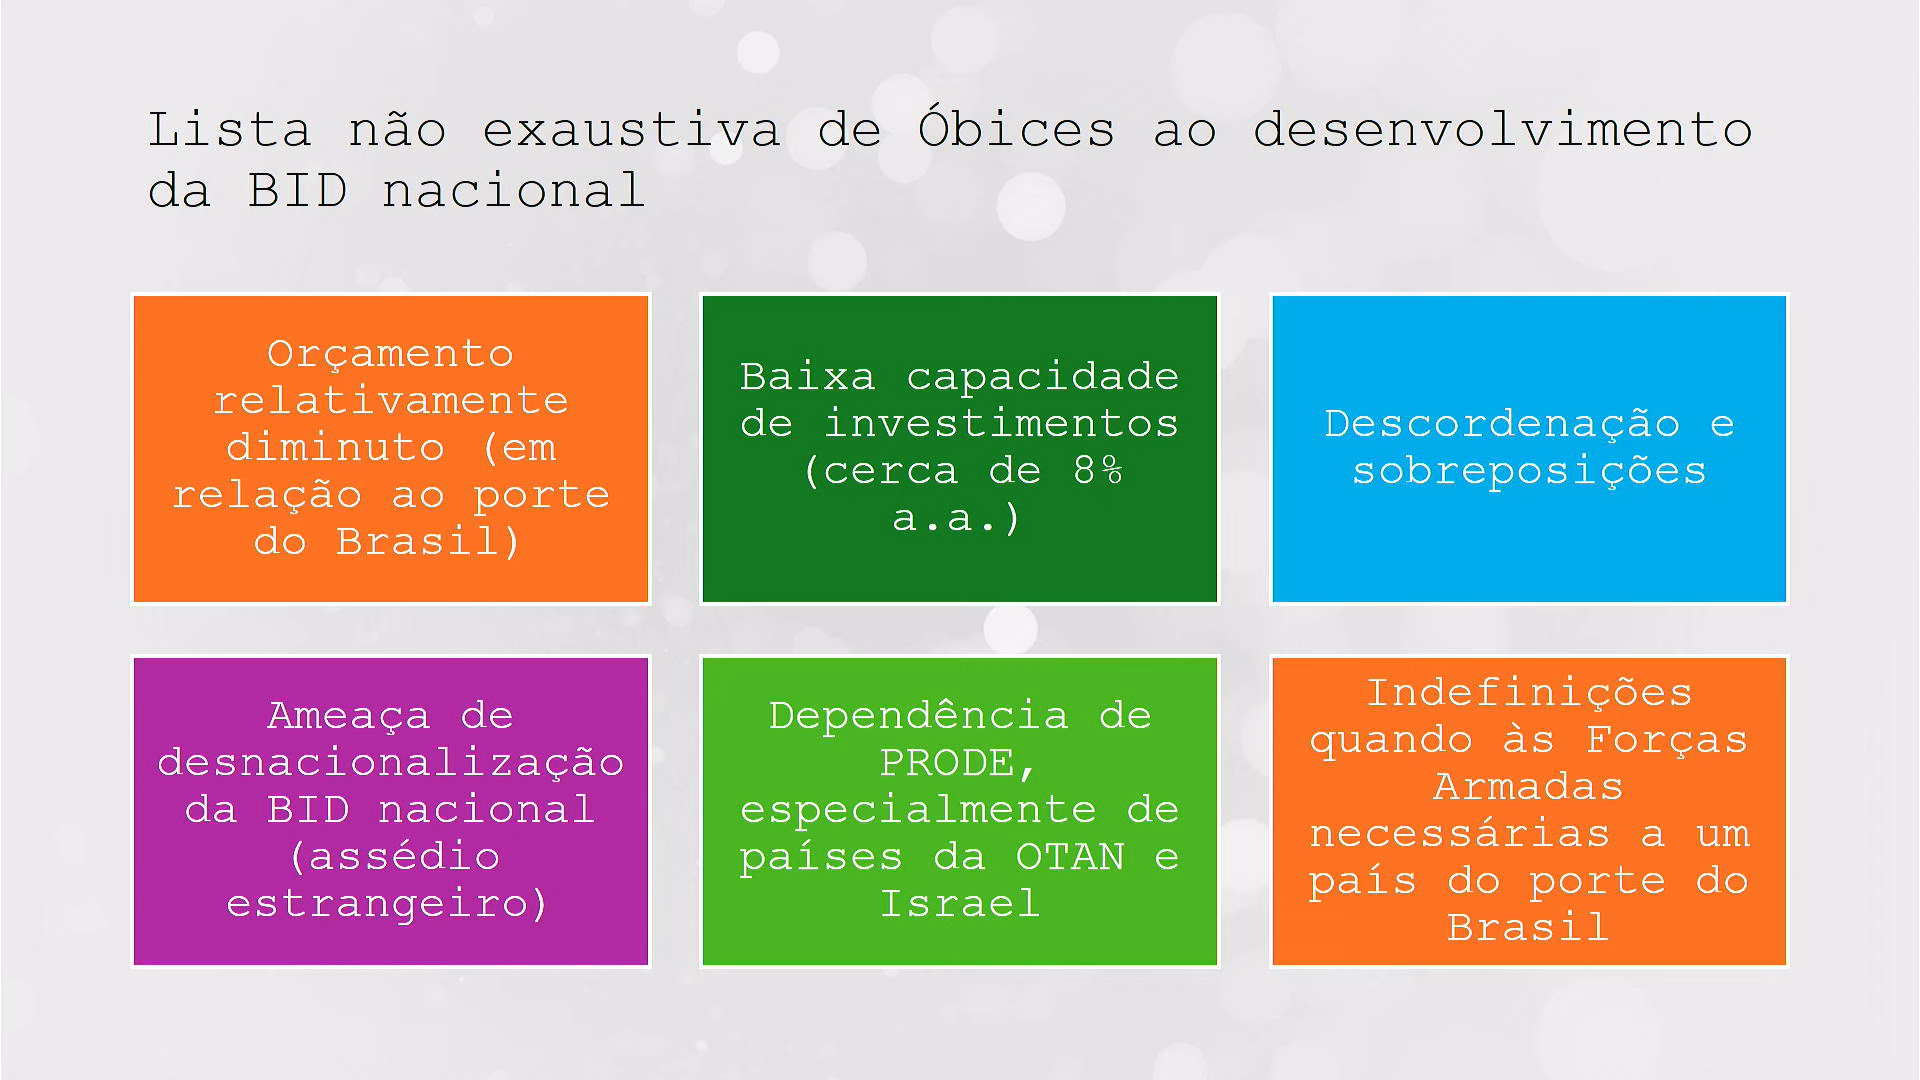 Lista não exaustiva de Óbices ao desenvolvimento
da BID nacional
Orçamento
relativamente
diminuto (em
relação ao porte
do Brasil)
Baixa capacidade
de investimentos
(cerca de 8%
a.a.)
Descordenação e
sobreposições
Ameaça de
desnacionalização
da BID nacional
(assédio
estrangeiro)
Dependência de
PRODE,
especialmente de
países da OTAN e
Israel
Indefinições
quando às Forças
Armadas
necessárias a um
país do porte do
Brasil